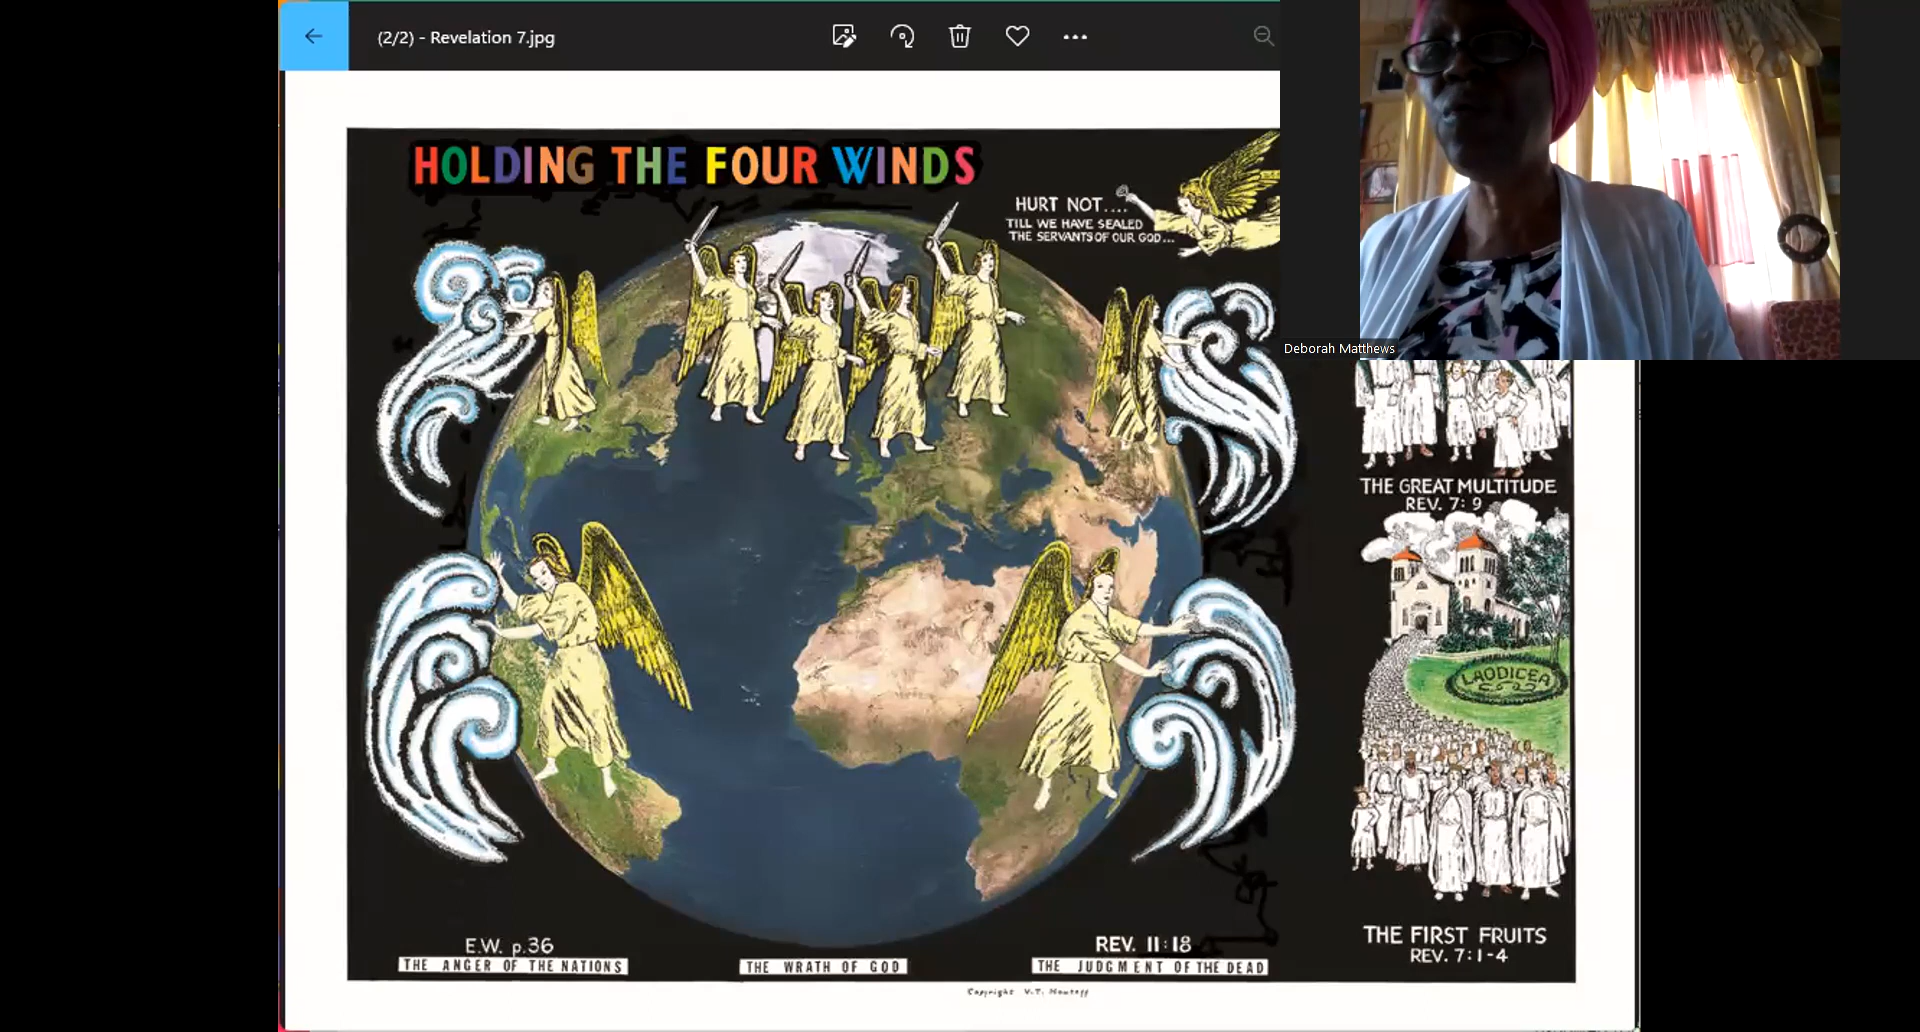 (2/2) - Revelation 7.jpg
HOLDING THE FOUR WINDS
HURT NOT....
TILL WE HAVE SEALED
THE SERVANTS OF OUR GOD...
Deborah Matthews
THE GREAT MULTITUDE
REV. 7:9
LAODICEA
E.W. p.36
THE ANGER OF THE NATIONS
THE WRATH OF GOD
REV. 11:18
THE JUDGMENT OF THE DEAD
THE FIRST FRUITS
REV. 7:1-4
Copyright V.T. Houteff